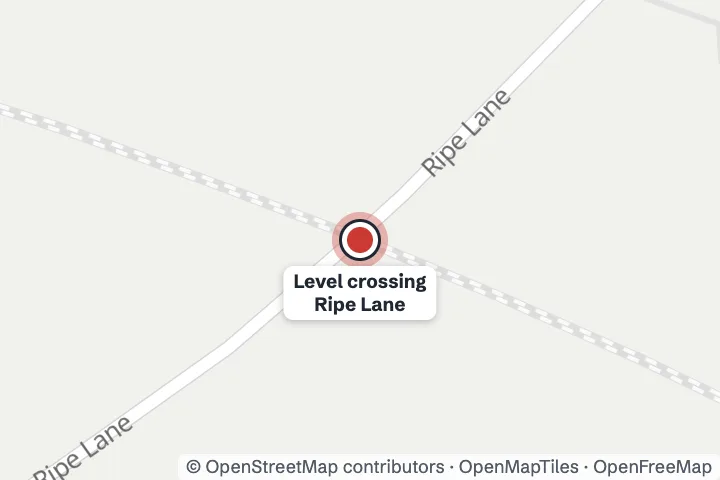 Ripe Lane
Level crossing
Ripe Lane
Ripe Lane
© OpenStreetMap contributors · OpenMapTiles · OpenFreeMap